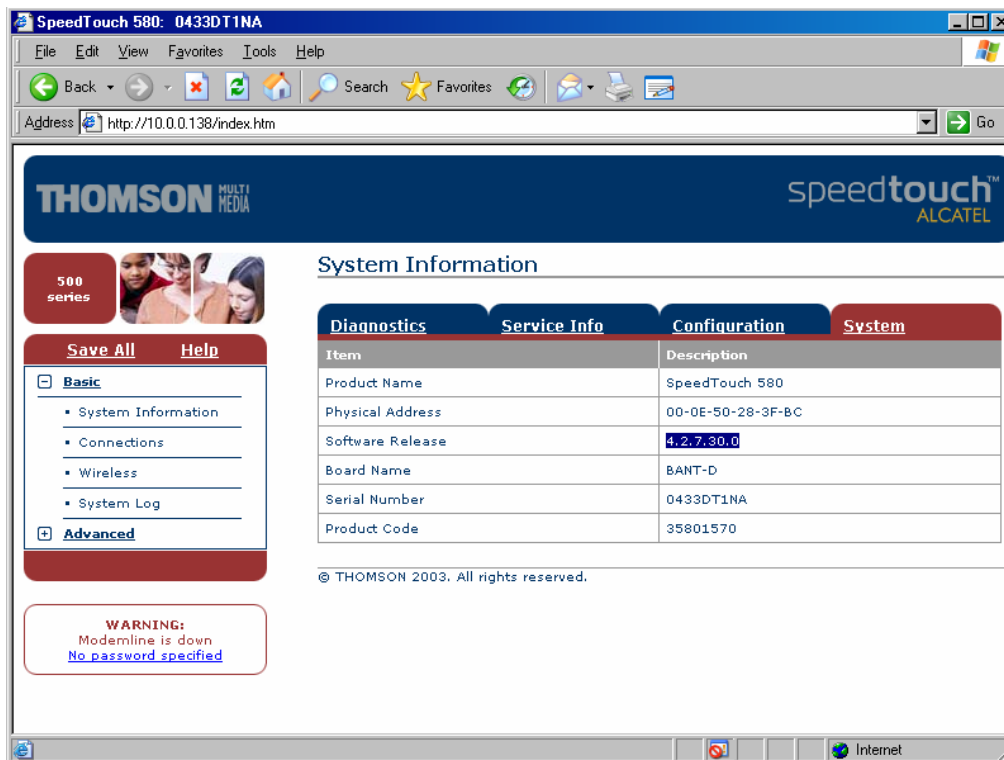 SpeedTouch 580: 0433DT1NA
File Edit View Favorites Tools Help
Back Search Favorites
Address http://10.0.0.138/index.htm Go
THOMSON MULTI MEDIA
speedtouch™
ALCATEL
500
series
System Information
Diagnostics Service Info Configuration System
Save All Help
Basic
System Information
Connections
Wireless
System Log
Advanced
Item Description
Product Name SpeedTouch 580
Physical Address 00-0E-50-28-3F-BC
Software Release 4.2.7.30.0
Board Name BANT-D
Serial Number 0433DT1NA
Product Code 35801570
© THOMSON 2003. All rights reserved.
WARNING:
Modemline is down
No password specified
Internet